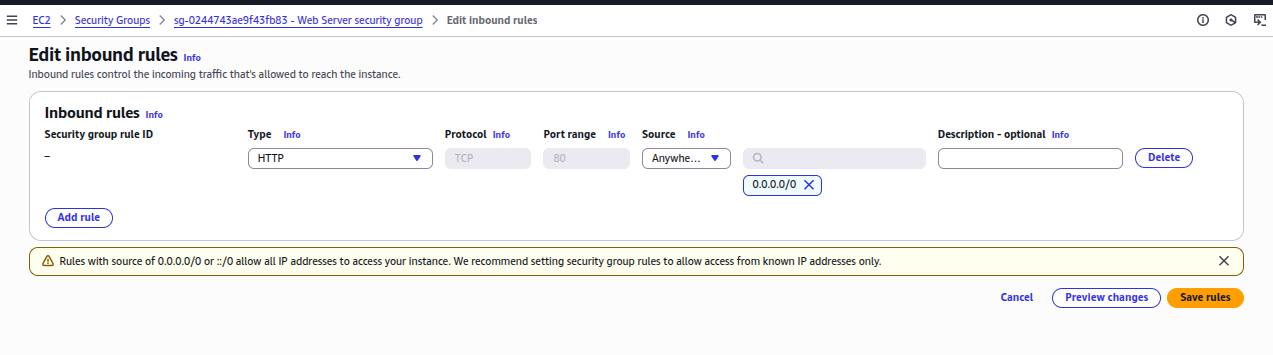 EC2 > Security Groups > sg-0244743ae9f43fb83 - Web Server security group > Edit inbound rules
Edit inbound rules Info
Inbound rules control the incoming traffic that's allowed to reach the instance.
Inbound rules Info
Security group rule ID Type Info Protocol Info Port range Info Source Info Description - optional Info
– HTTP TCP 80 Anywhe... Delete
0.0.0.0/0
Add rule
Rules with source of 0.0.0.0/0 or ::/0 allow all IP addresses to access your instance. We recommend setting security group rules to allow access from known IP addresses only.
Cancel Preview changes Save rules